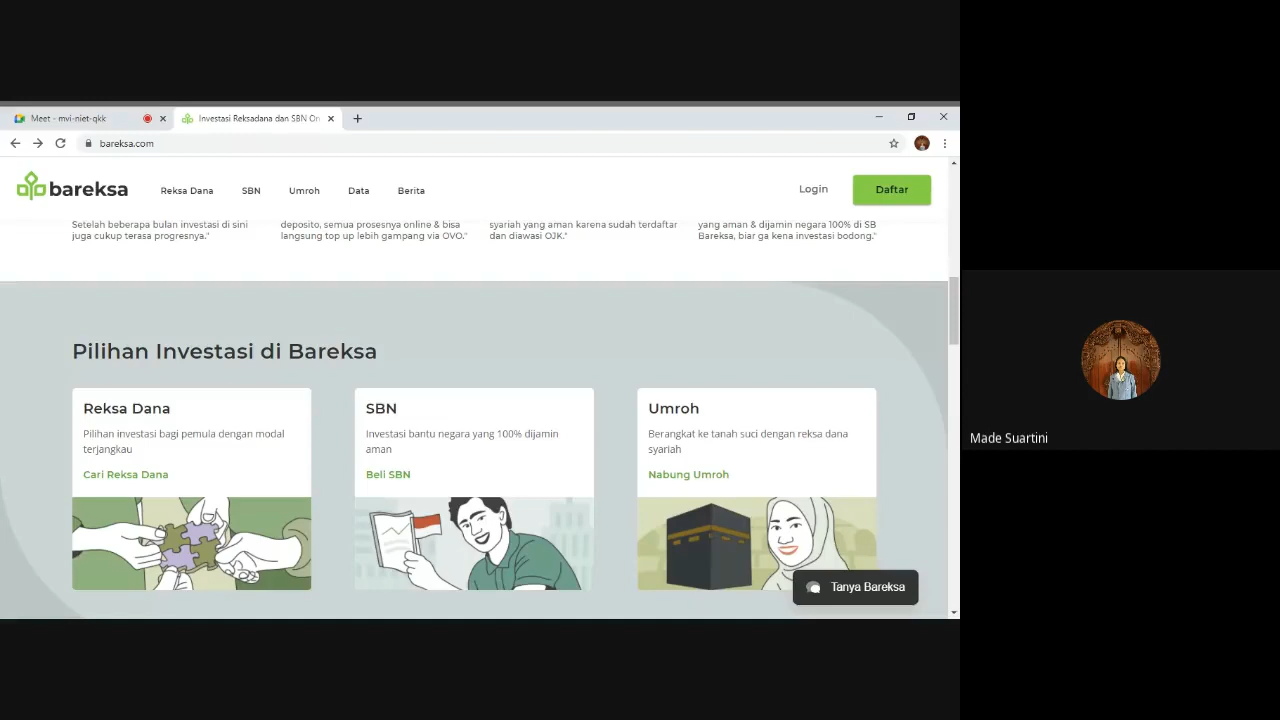 Meet - mvi-niet-qkk
Investasi Reksadana dan SBN On
bareksa.com
bareksa
Reksa Dana
SBN
Umroh
Data
Berita
Login
Daftar
Setelah beberapa bulan investasi di sini
juga cukup terasa progresnya."
deposito, semua prosesnya online & bisa
langsung top up lebih gampang via OVO."
syariah yang aman karena sudah terdaftar
dan diawasi OJK."
yang aman & dijamin negara 100% di SB
Bareksa, biar ga kena investasi bodong."
Pilihan Investasi di Bareksa
Reksa Dana
Pilihan investasi bagi pemula dengan modal
terjangkau
Cari Reksa Dana
SBN
Investasi bantu negara yang 100% dijamin
aman
Beli SBN
Umroh
Berangkat ke tanah suci dengan reksa dana
syariah
Nabung Umroh
Tanya Bareksa
Made Suartini